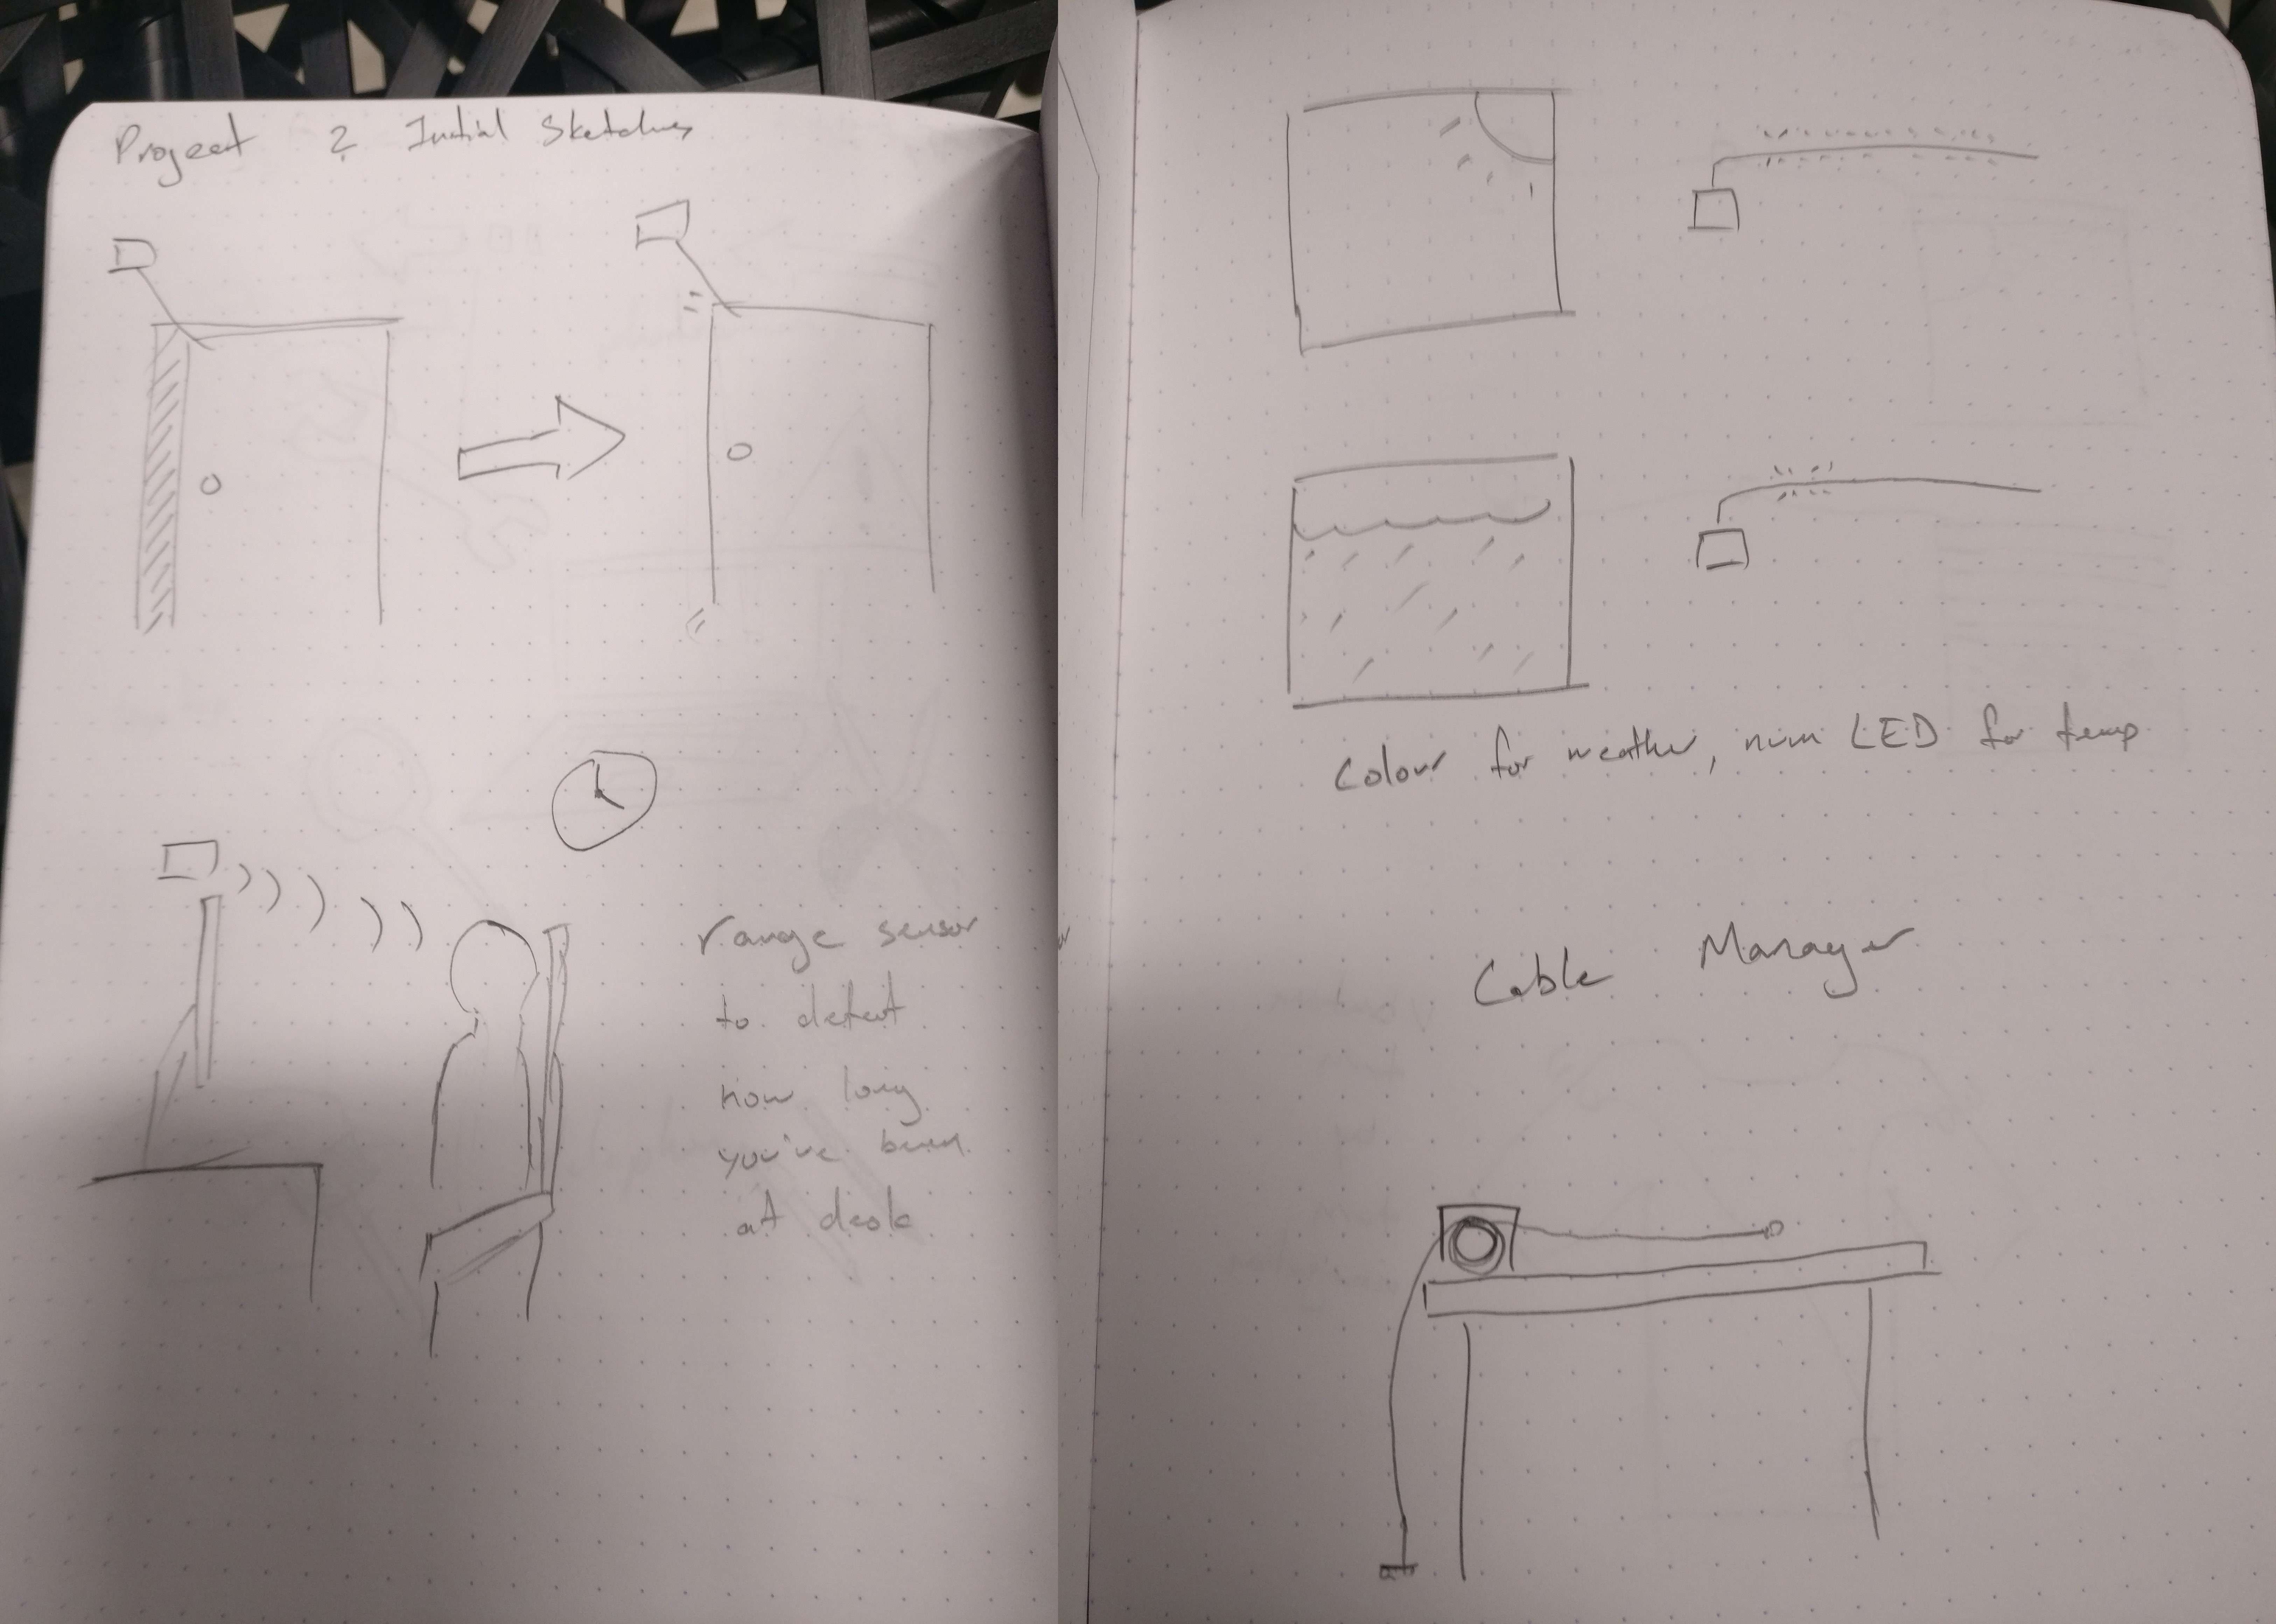 Project 2 Initial Sketches
range sensor
to detect
how long
you've been
at desk
Colour for weather, num LED for temp
Cable Manager